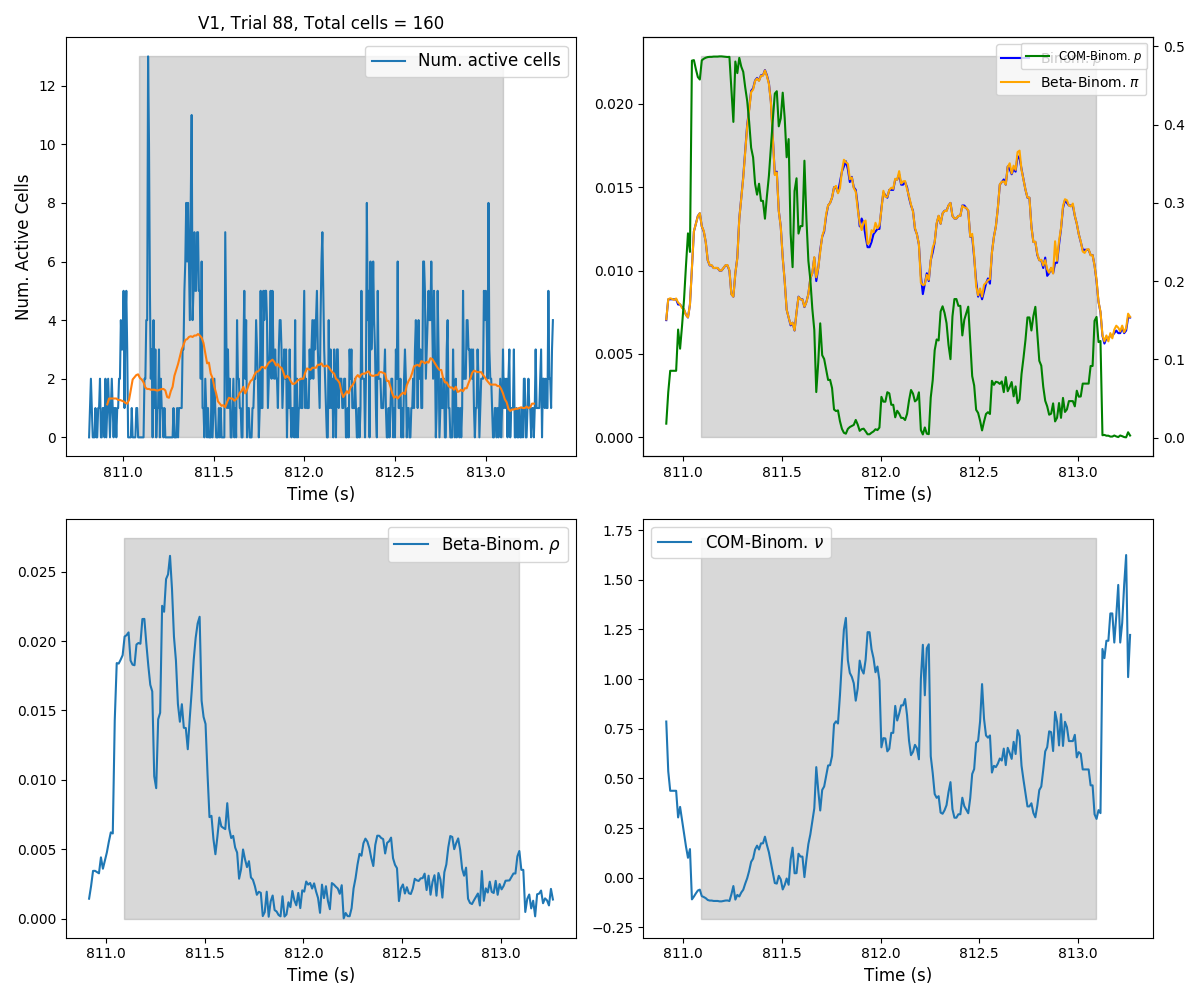 V1, Trial 88, Total cells = 160
Num. active cells
Num. Active Cells
12
10
8
6
4
2
0
811.0 811.5 812.0 812.5 813.0
Time (s)
COM-Binom. p
Beta-Binom. π
0.020
0.015
0.010
0.005
0.000
0.5
0.4
0.3
0.2
0.1
0.0
811.0 811.5 812.0 812.5 813.0
Time (s)
Beta-Binom. ρ
0.025
0.020
0.015
0.010
0.005
0.000
811.0 811.5 812.0 812.5 813.0
Time (s)
COM-Binom. ν
1.75
1.50
1.25
1.00
0.75
0.50
0.25
0.00
−0.25
811.0 811.5 812.0 812.5 813.0
Time (s)